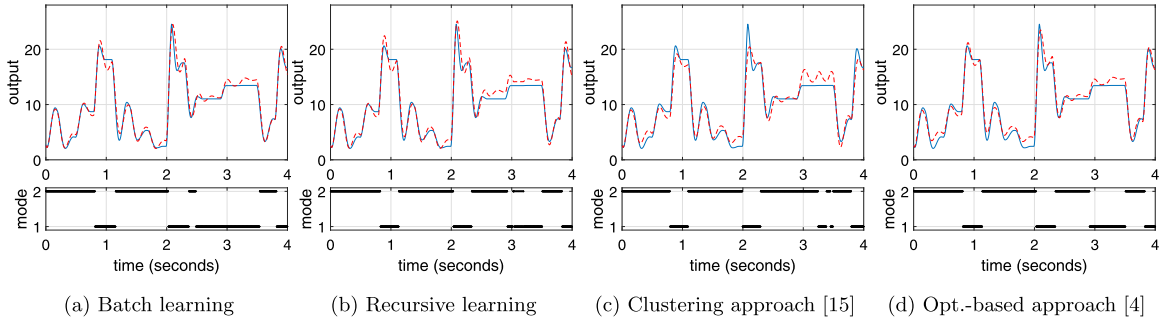 output
20
10
0
0 1 2 3 4
mode
2
1
0 1 2 3 4
time (seconds)
(a) Batch learning
output
20
10
0
0 1 2 3 4
mode
2
1
0 1 2 3 4
time (seconds)
(b) Recursive learning
output
20
10
0
0 1 2 3 4
mode
2
1
0 1 2 3 4
time (seconds)
(c) Clustering approach [15]
output
20
10
0
0 1 2 3 4
mode
2
1
0 1 2 3 4
time (seconds)
(d) Opt.-based approach [4]